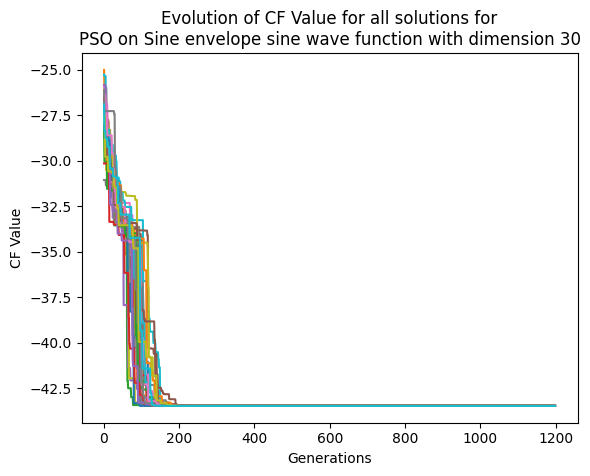 Evolution of CF Value for all solutions for
PSO on Sine envelope sine wave function with dimension 30
−25.0
−27.5
−30.0
−32.5
−35.0
−37.5
−40.0
−42.5
CF Value
0 200 400 600 800 1000 1200
Generations